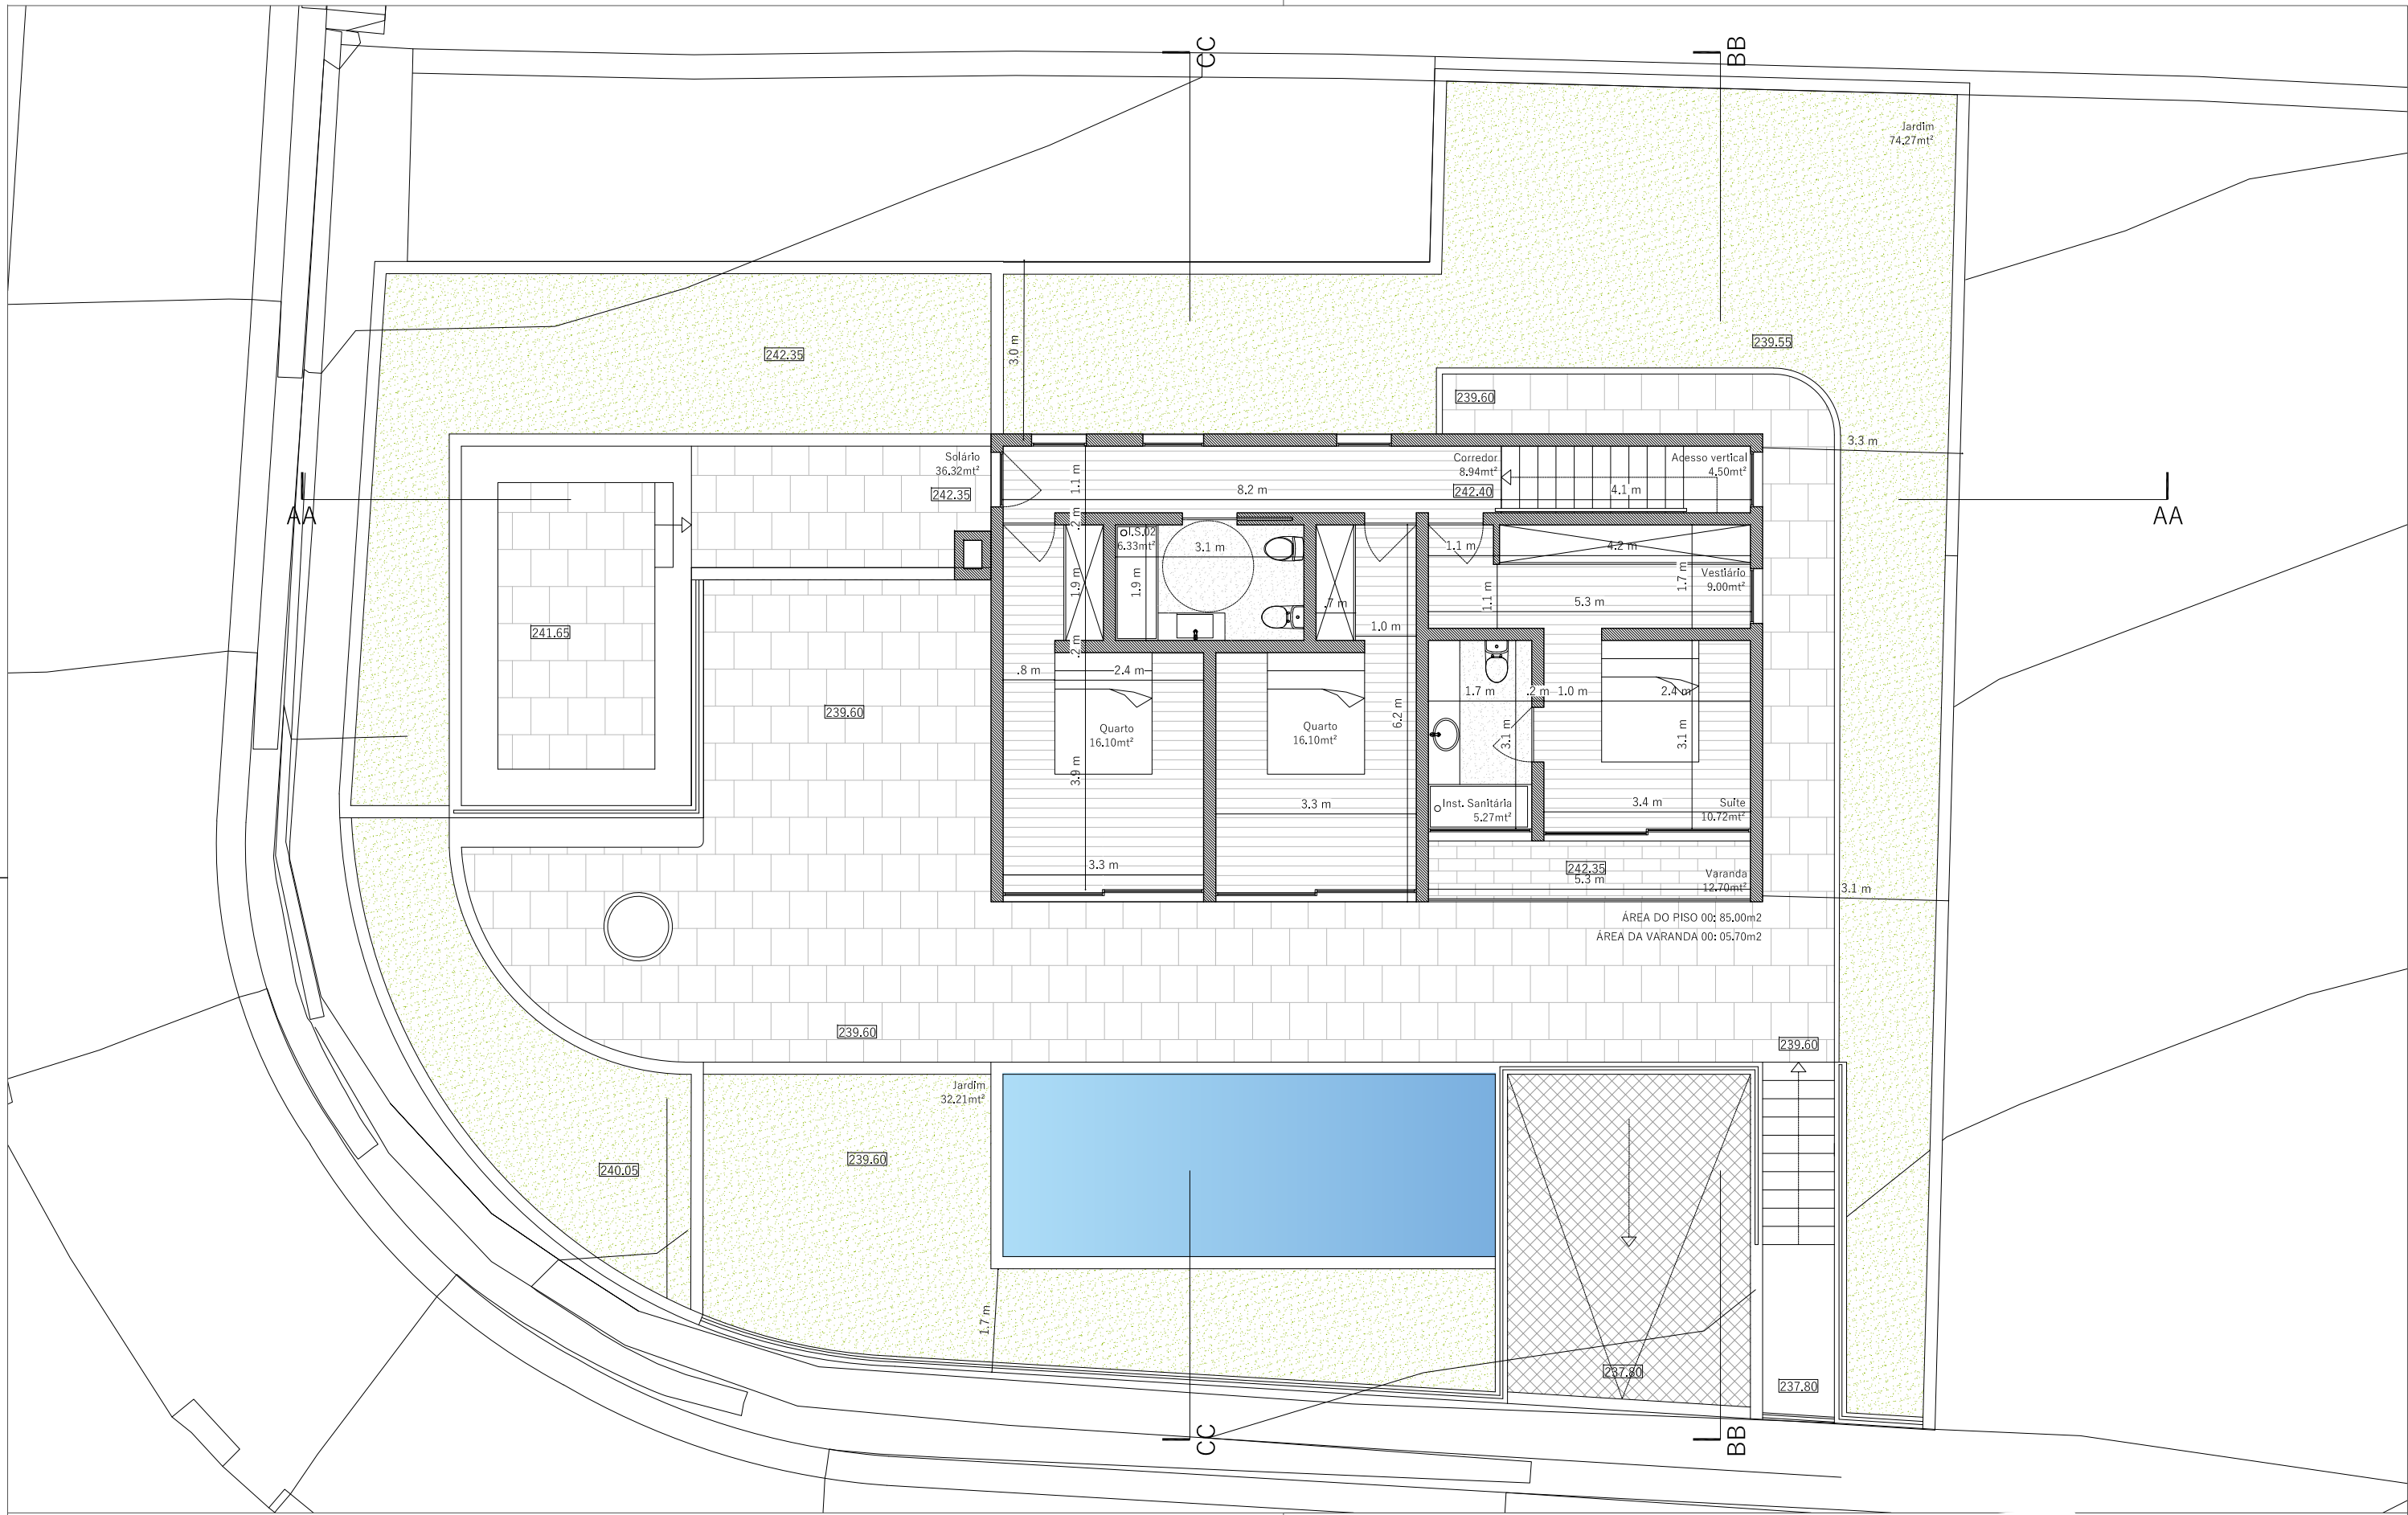 CC
BB
Jardim
74.27mt²
239.55
242.35
3.0 m
239.60
3.3 m
Solário
36.32mt²
242.35
1.1 m
8.2 m
Corredor
8.94mt²
242.40
Acesso vertical
4.50mt²
4.1 m
AA
AA
.2 m
I.S.02
6.33mt²
3.1 m
1.9 m
1.9 m
.7 m
1.0 m
1.1 m
4.2 m
1.1 m
1.7 m
Vestiário
9.00mt²
5.3 m
241.65
.2 m
.8 m
2.4 m
239.60
Quarto
16.10mt²
Quarto
16.10mt²
6.2 m
1.7 m
.2 m
1.0 m
2.4 m
3.1 m
3.1 m
3.9 m
3.3 m
3.3 m
Inst. Sanitária
5.27mt²
3.4 m
Suite
10.72mt²
242.35
5.3 m
Varanda
12.70mt²
3.1 m
ÁREA DO PISO 00: 85.00m2
ÁREA DA VARANDA 00: 05.70m2
239.60
239.60
Jardim
32.21mt²
239.60
240.05
1.7 m
237.80
237.80
CC
BB